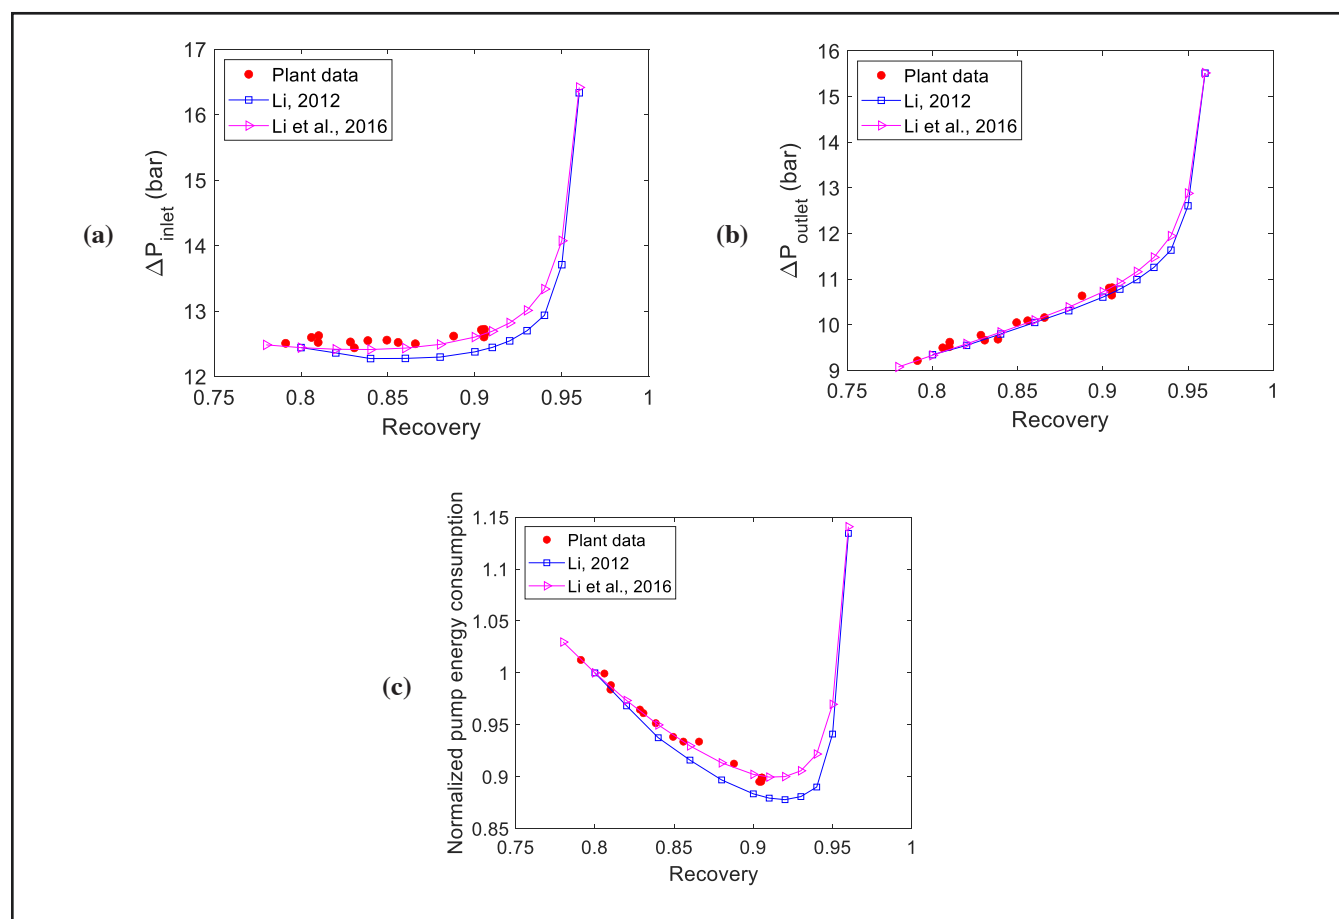 (a)
17
16
15
14
13
12
ΔP_inlet (bar)
Plant data
Li, 2012
Li et al., 2016
0.75 0.8 0.85 0.9 0.95 1
Recovery
(b)
16
15
14
13
12
11
10
9
ΔP_outlet (bar)
Plant data
Li, 2012
Li et al., 2016
0.75 0.8 0.85 0.9 0.95 1
Recovery
(c)
1.15
1.1
1.05
1
0.95
0.9
0.85
Normalized pump energy consumption
Plant data
Li, 2012
Li et al., 2016
0.75 0.8 0.85 0.9 0.95 1
Recovery